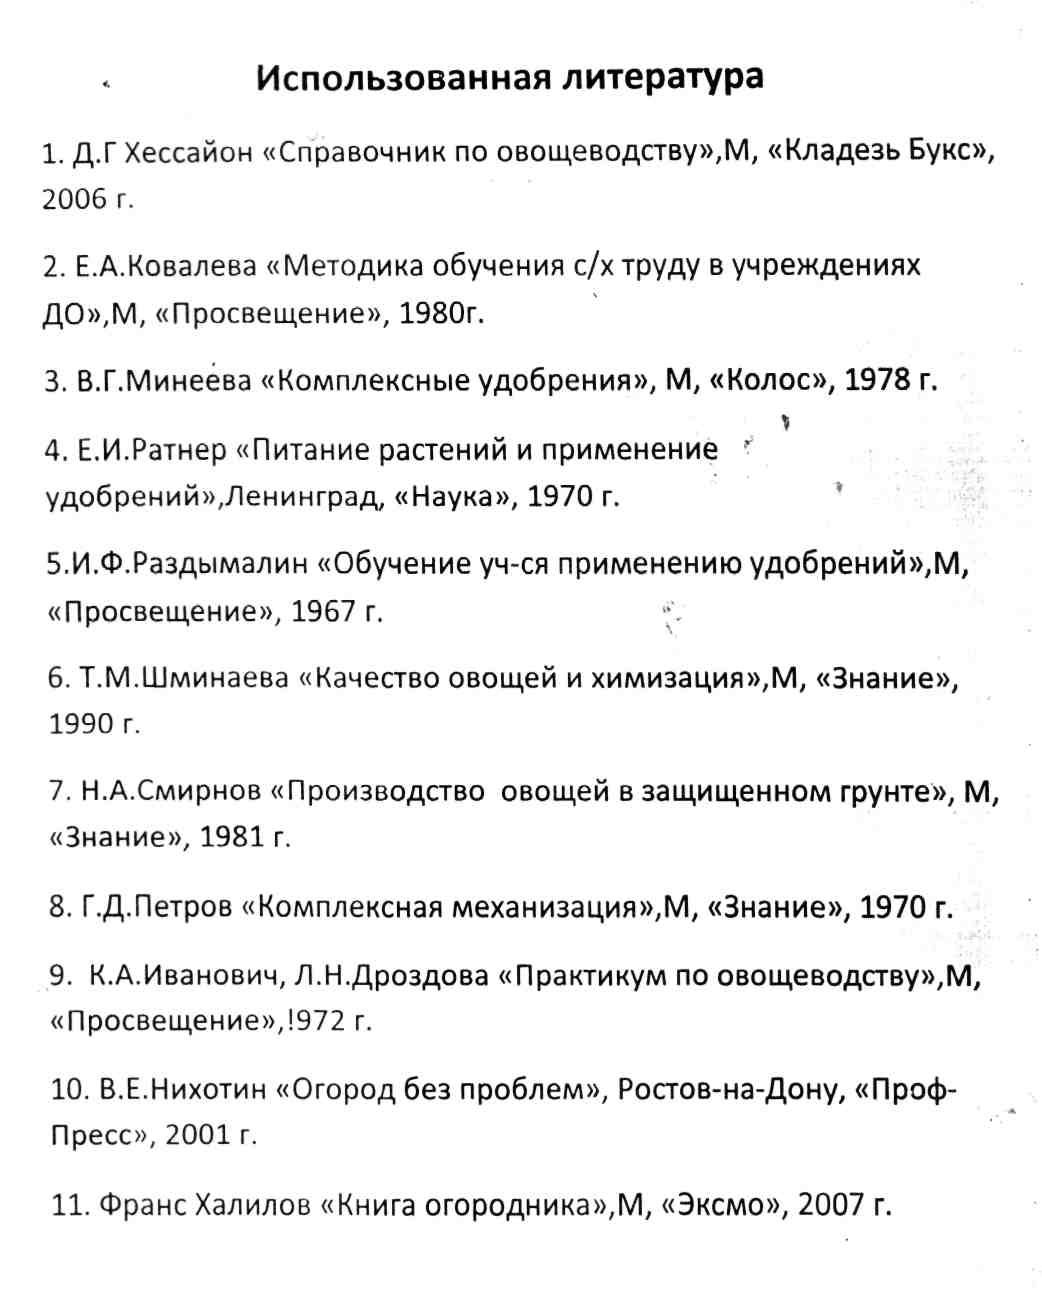 Использованная литература
1. Д.Г Хессайон «Справочник по овощеводству»,М, «Кладезь Букс»,
2006 г.
2. Е.А.Ковалева «Методика обучения с/х труду в учреждениях
ДО»,М, «Просвещение», 1980г.
3. В.Г.Минеева «Комплексные удобрения», М, «Колос», 1978 г.
4. Е.И.Ратнер «Питание растений и применение
удобрений»,Ленинград, «Наука», 1970 г.
5.И.Ф.Раздымалин «Обучение уч-ся применению удобрений»,М,
«Просвещение», 1967 г.
6. Т.М.Шминаева «Качество овощей и химизация»,М, «Знание»,
1990 г.
7. Н.А.Смирнов «Производство  овощей в защищенном грунте», М,
«Знание», 1981 г.
8. Г.Д.Петров «Комплексная механизация»,М, «Знание», 1970 г.
9.  К.А.Иванович, Л.Н.Дроздова «Практикум по овощеводству»,М,
«Просвещение»,!972 г.
10. В.Е.Нихотин «Огород без проблем», Ростов-на-Дону, «Проф-
Пресс», 2001 г.
11. Франс Халилов «Книга огородника»,М, «Эксмо», 2007 г.